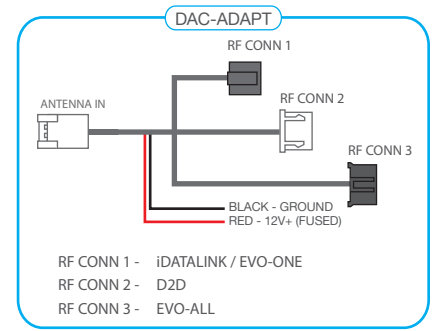 DAC-ADAPT
RF CONN 1
ANTENNA IN
RF CONN 2
RF CONN 3
BLACK - GROUND
RED - 12V+ (FUSED)
RF CONN 1 - iDATALINK / EVO-ONE
RF CONN 2 - D2D
RF CONN 3 - EVO-ALL